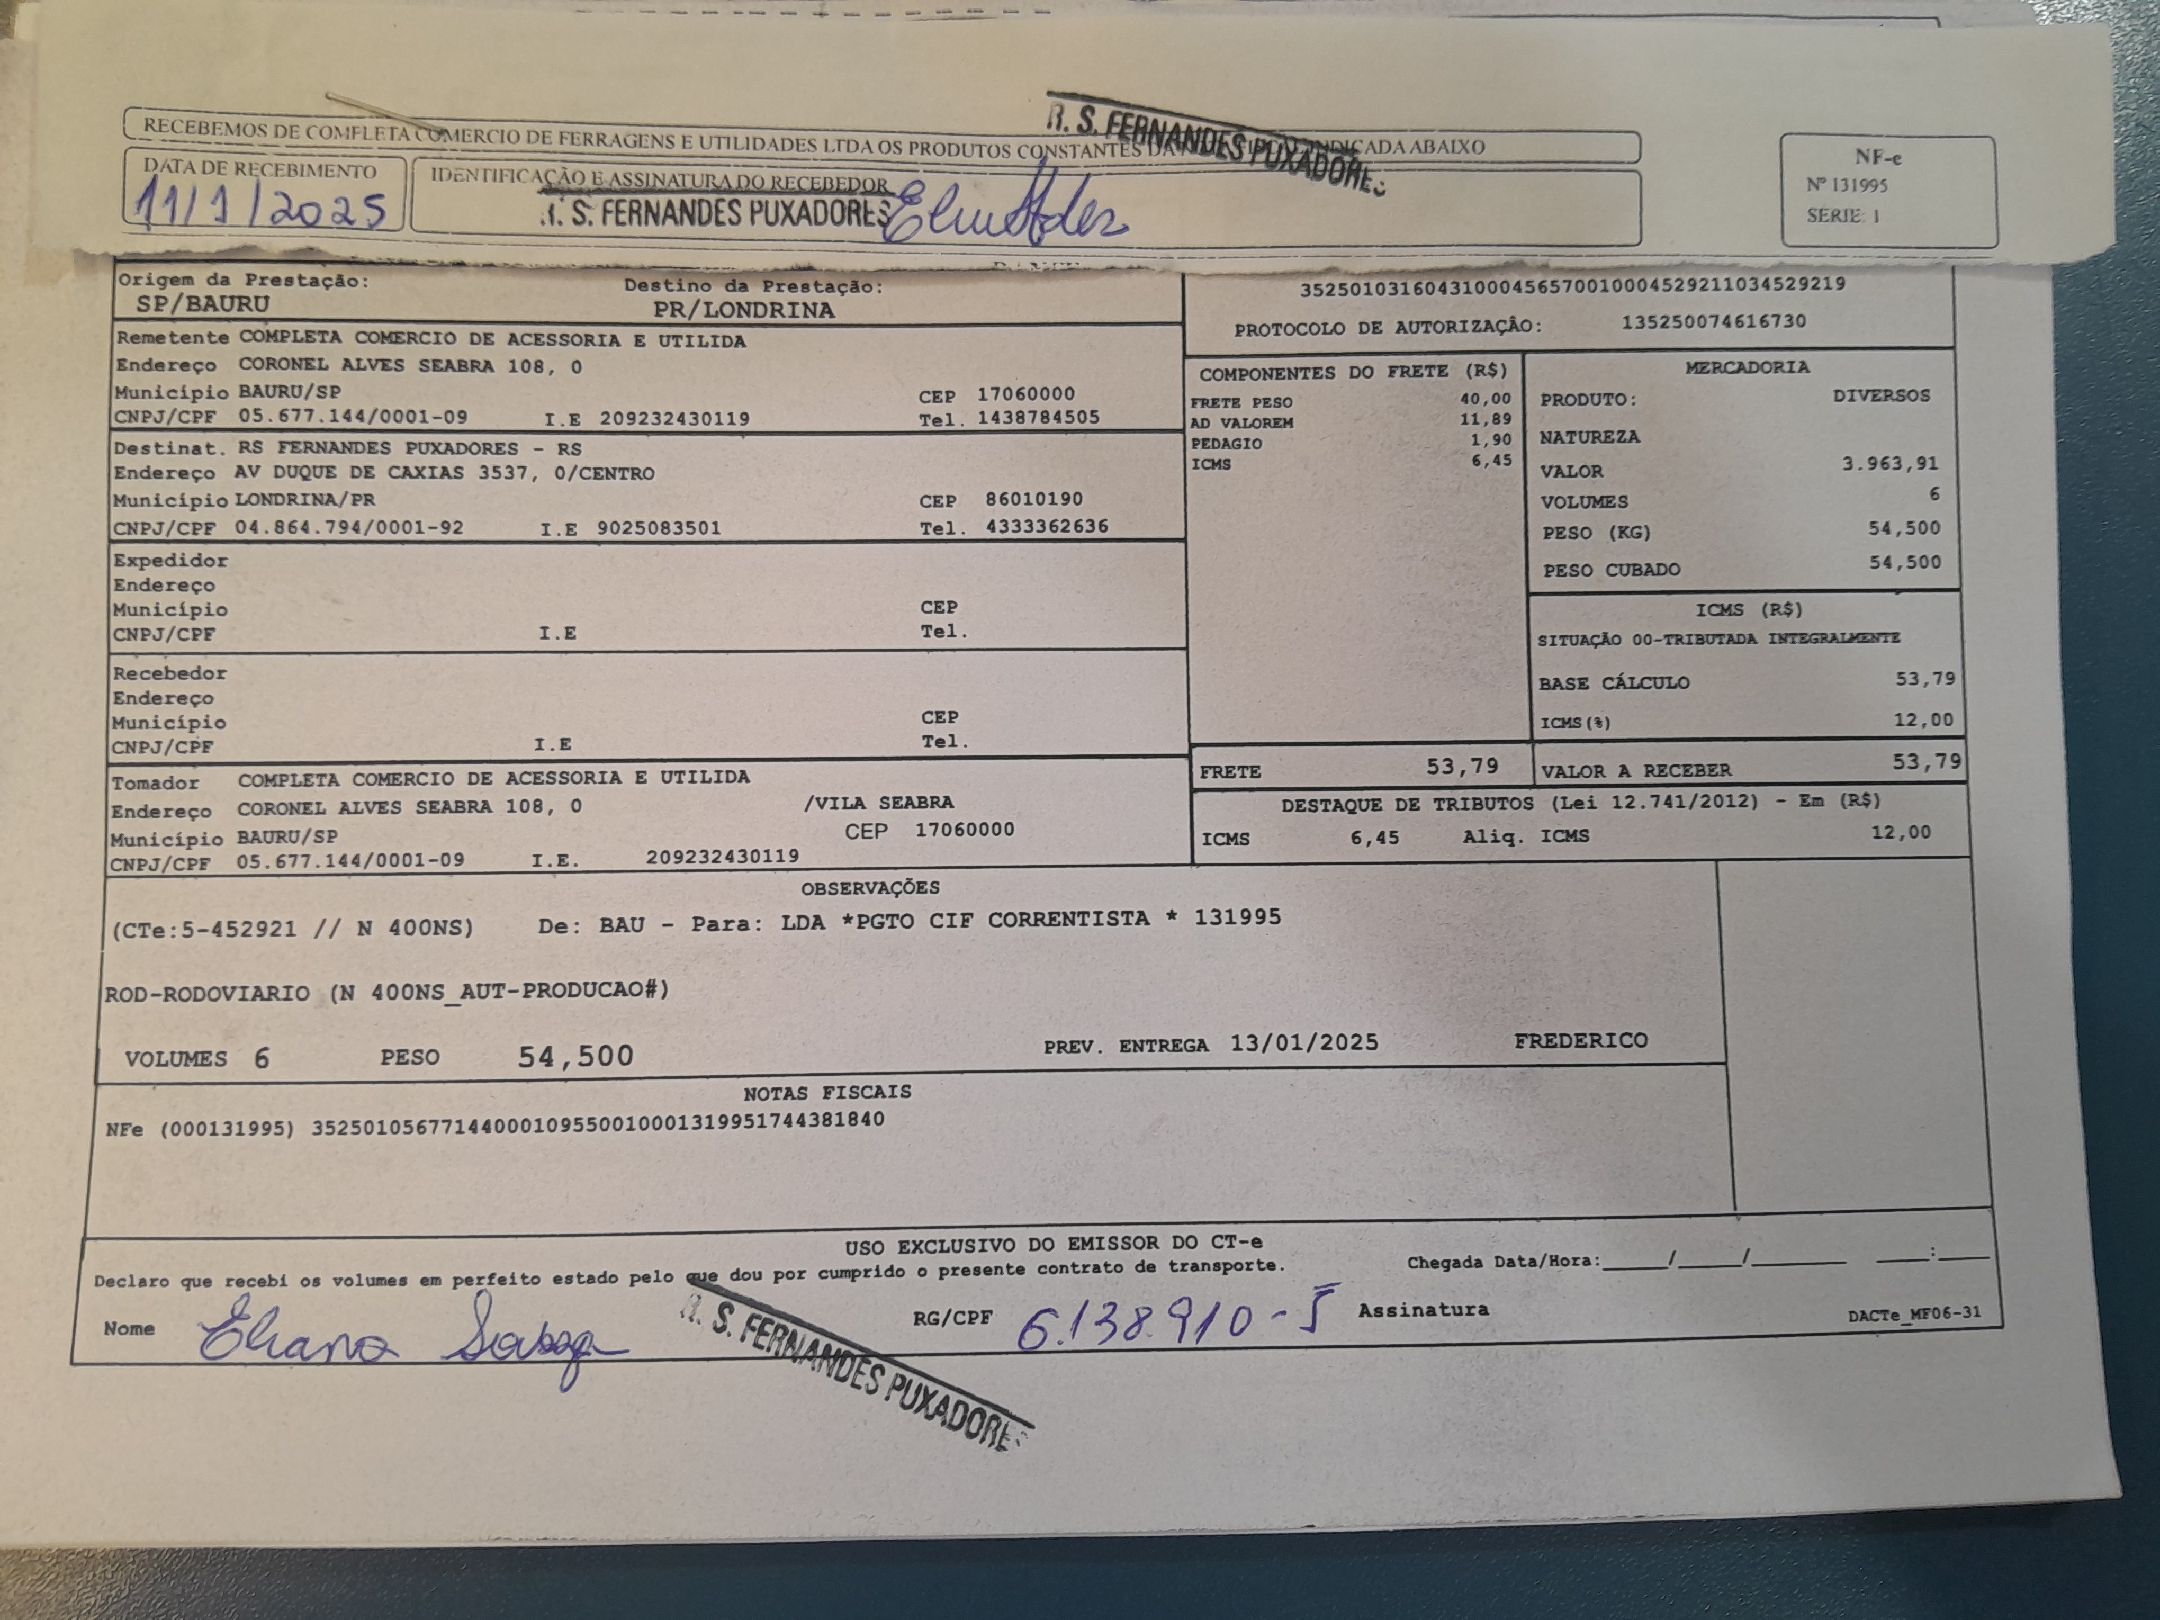 RECEBEMOS DE COMPLETA COMERCIO DE FERRAGENS E UTILIDADES LTDA OS PRODUTOS CONSTANTES DA INDICADA ABAIXO
R. S. FERNANDES PUXADORES
DATA DE RECEBIMENTO
11/1/2025
IDENTIFICAÇÃO E ASSINATURA DO RECEBEDOR
S. FERNANDES PUXADORES
NF-e
Nº 131995
SÉRIE: 1
Origem da Prestação: Destino da Prestação:
SP/BAURU PR/LONDRINA
35250103160431000456570010004529211034529219
PROTOCOLO DE AUTORIZAÇÃO: 135250074616730
Remetente COMPLETA COMERCIO DE ACESSORIA E UTILIDA
Endereço CORONEL ALVES SEABRA 108, 0
Município BAURU/SP CEP 17060000
CNPJ/CPF 05.677.144/0001-09 I.E 209232430119 Tel. 1438784505
Destinat. RS FERNANDES PUXADORES - RS
Endereço AV DUQUE DE CAXIAS 3537, 0/CENTRO
Município LONDRINA/PR CEP 86010190
CNPJ/CPF 04.864.794/0001-92 I.E 9025083501 Tel. 4333362636
Expedidor
Endereço
Município CEP
CNPJ/CPF I.E Tel.
Recebedor
Endereço
Município CEP
CNPJ/CPF I.E Tel.
Tomador COMPLETA COMERCIO DE ACESSORIA E UTILIDA
Endereço CORONEL ALVES SEABRA 108, 0 /VILA SEABRA
Município BAURU/SP CEP 17060000
CNPJ/CPF 05.677.144/0001-09 I.E. 209232430119
COMPONENTES DO FRETE (R$)
FRETE PESO 40,00
AD VALOREM 11,89
PEDAGIO 1,90
ICMS 6,45
MERCADORIA
PRODUTO: DIVERSOS
NATUREZA
VALOR 3.963,91
VOLUMES 6
PESO (KG) 54,500
PESO CUBADO 54,500
ICMS (R$)
SITUAÇÃO 00-TRIBUTADA INTEGRALMENTE
BASE CÁLCULO 53,79
ICMS(%) 12,00
FRETE 53,79 VALOR A RECEBER 53,79
DESTAQUE DE TRIBUTOS (Lei 12.741/2012) - Em (R$)
ICMS 6,45 Aliq. ICMS 12,00
OBSERVAÇÕES
(CTe:5-452921 // N 400NS) De: BAU - Para: LDA *PGTO CIF CORRENTISTA * 131995
ROD-RODOVIARIO (N 400NS_AUT-PRODUCAO#)
VOLUMES 6 PESO 54,500 PREV. ENTREGA 13/01/2025 FREDERICO
NOTAS FISCAIS
NFe (000131995) 35250105677144000109550010001319951744381840
USO EXCLUSIVO DO EMISSOR DO CT-e
Declaro que recebi os volumes em perfeito estado pelo que dou por cumprido o presente contrato de transporte. Chegada Data/Hora:____/____/______ ___:___
Nome Eliana RG/CPF 6.138.910-5 Assinatura DACTe_MF06-31
R. S. FERNANDES PUXADORES